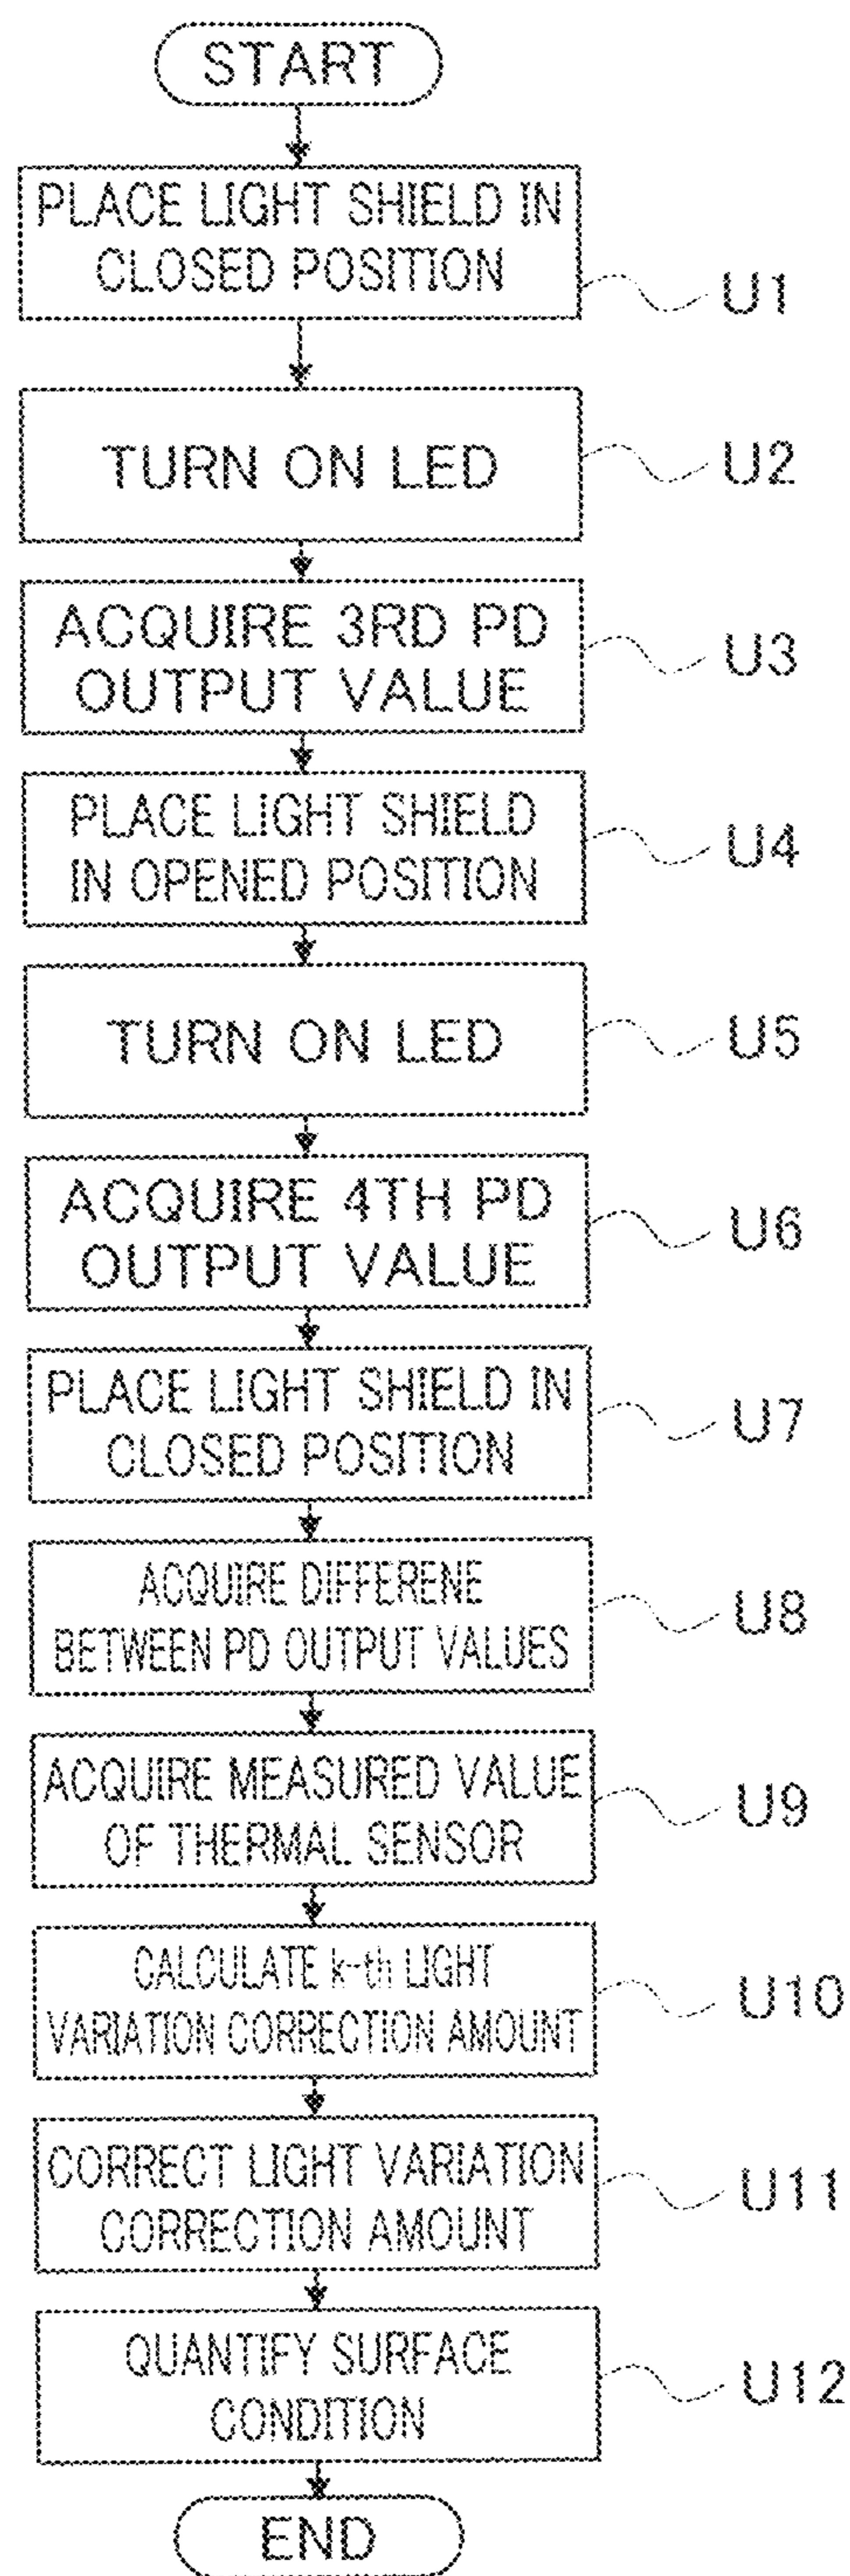 START
PLACE LIGHT SHIELD IN
CLOSED POSITION
U1
TURN ON LED
U2
ACQUIRE 3RD PD
OUTPUT VALUE
U3
PLACE LIGHT SHIELD
IN OPENED POSITION
U4
TURN ON LED
U5
ACQUIRE 4TH PD
OUTPUT VALUE
U6
PLACE LIGHT SHIELD IN
CLOSED POSITION
U7
ACQUIRE DIFFERENE
BETWEEN PD OUTPUT VALUES
U8
ACQUIRE MEASURED VALUE
OF THERMAL SENSOR
U9
CALCULATE k-th LIGHT
VARIATION CORRECTION AMOUNT
U10
CORRECT LIGHT VARIATION
CORRECTION AMOUNT
U11
QUANTIFY SURFACE
CONDITION
U12
END